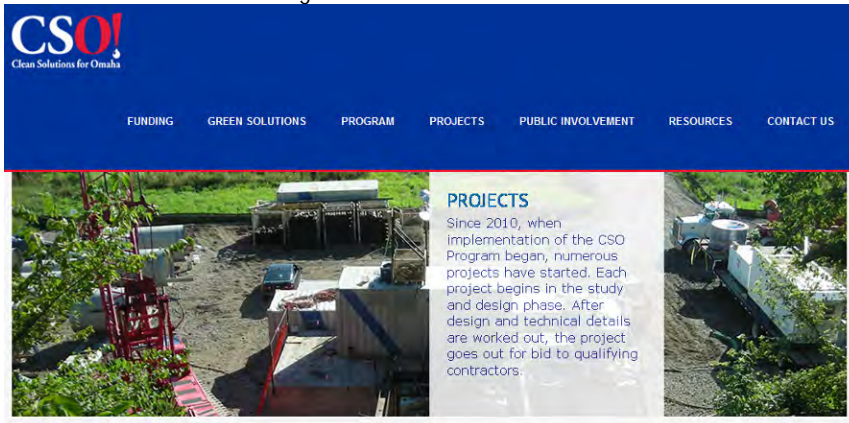 CSO!
Clean Solutions for Omaha
FUNDING GREEN SOLUTIONS PROGRAM PROJECTS PUBLIC INVOLVEMENT RESOURCES CONTACT US
PROJECTS
Since 2010, when
implementation of the CSO
Program began, numerous
projects have started. Each
project begins in the study
and design phase. After
design and technical details
are worked out, the project
goes out for bid to qualifying
contractors.